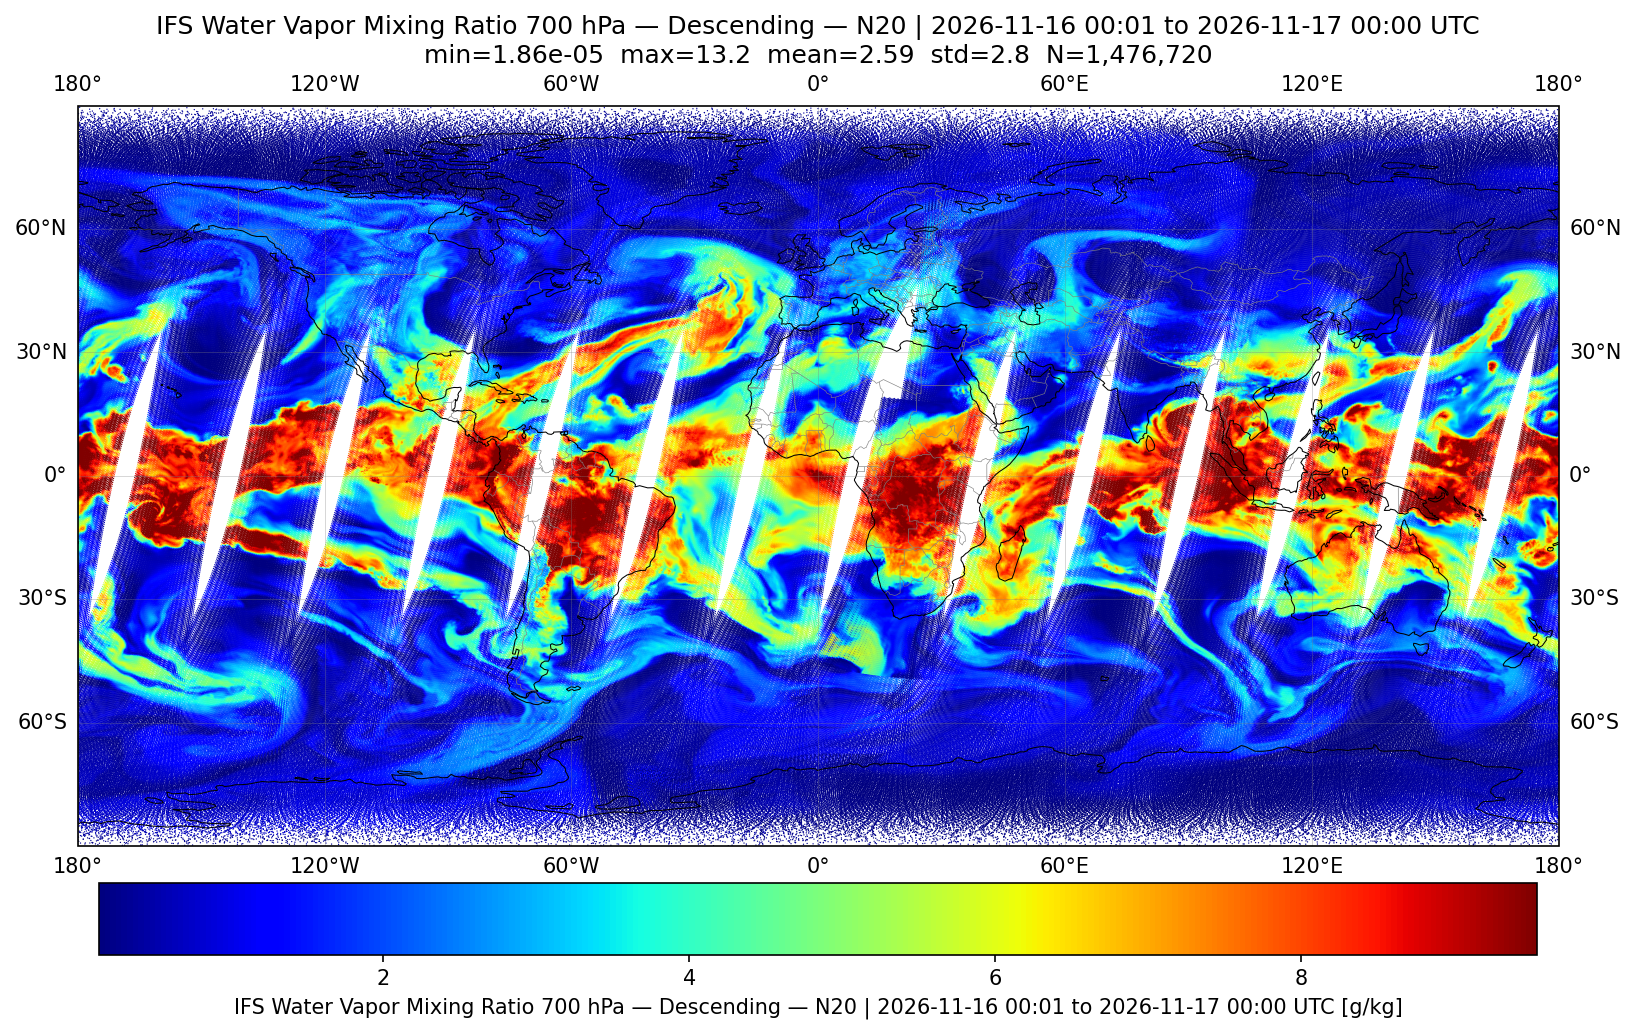 IFS Water Vapor Mixing Ratio 700 hPa — Descending — N20 | 2026-11-16 00:01 to 2026-11-17 00:00 UTC
min=1.86e-05 max=13.2 mean=2.59 std=2.8 N=1,476,720
180° 120°W 60°W 0° 60°E 120°E 180°
60°N 60°N
30°N 30°N
0° 0°
30°S 30°S
60°S 60°S
180° 120°W 60°W 0° 60°E 120°E 180°
2 4 6 8
IFS Water Vapor Mixing Ratio 700 hPa — Descending — N20 | 2026-11-16 00:01 to 2026-11-17 00:00 UTC [g/kg]